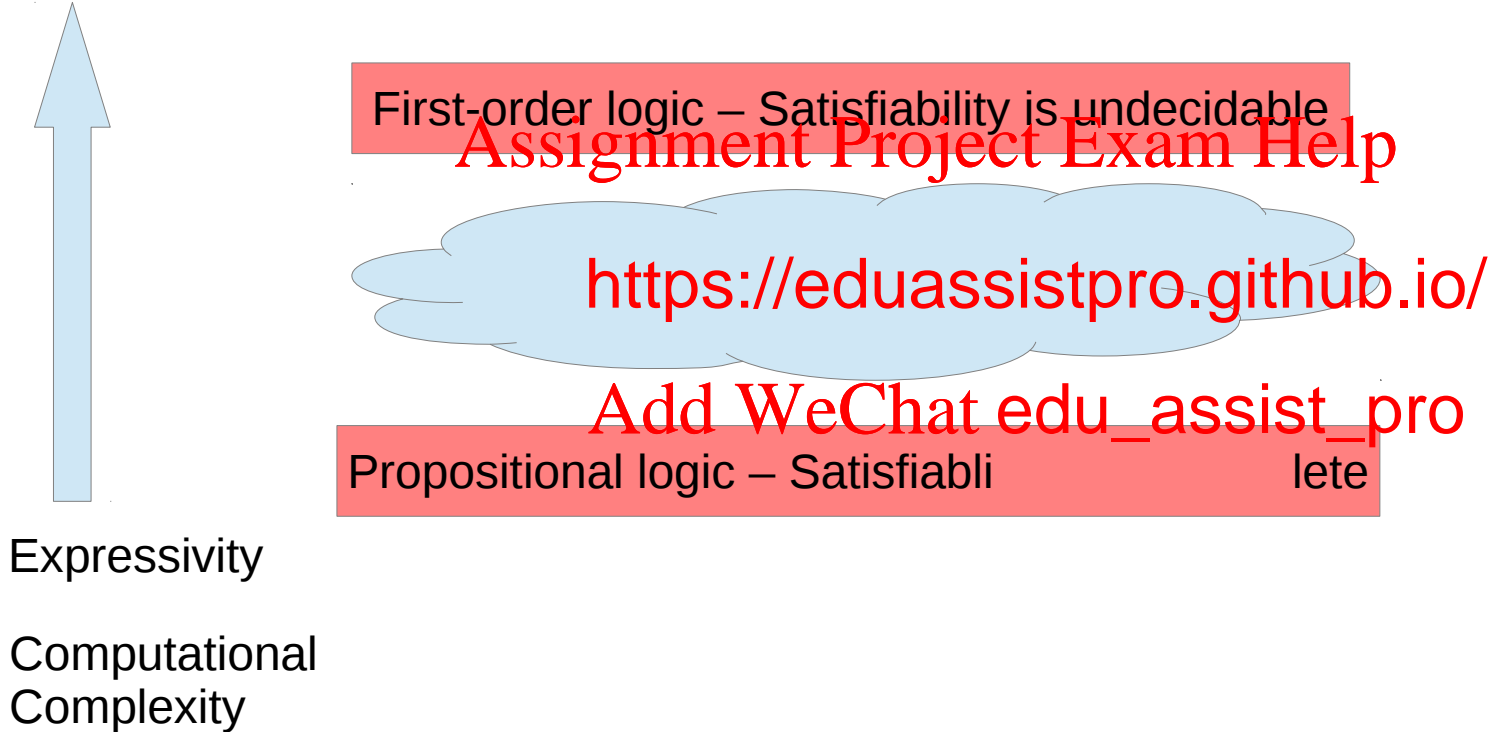 First-order logic – Satisfiability is undecidable
Assignment Project Exam Help
https://eduassistpro.github.io/
Add WeChat edu_assist_pro
Propositional logic – Satisfiabli lete
Expressivity
Computational
Complexity